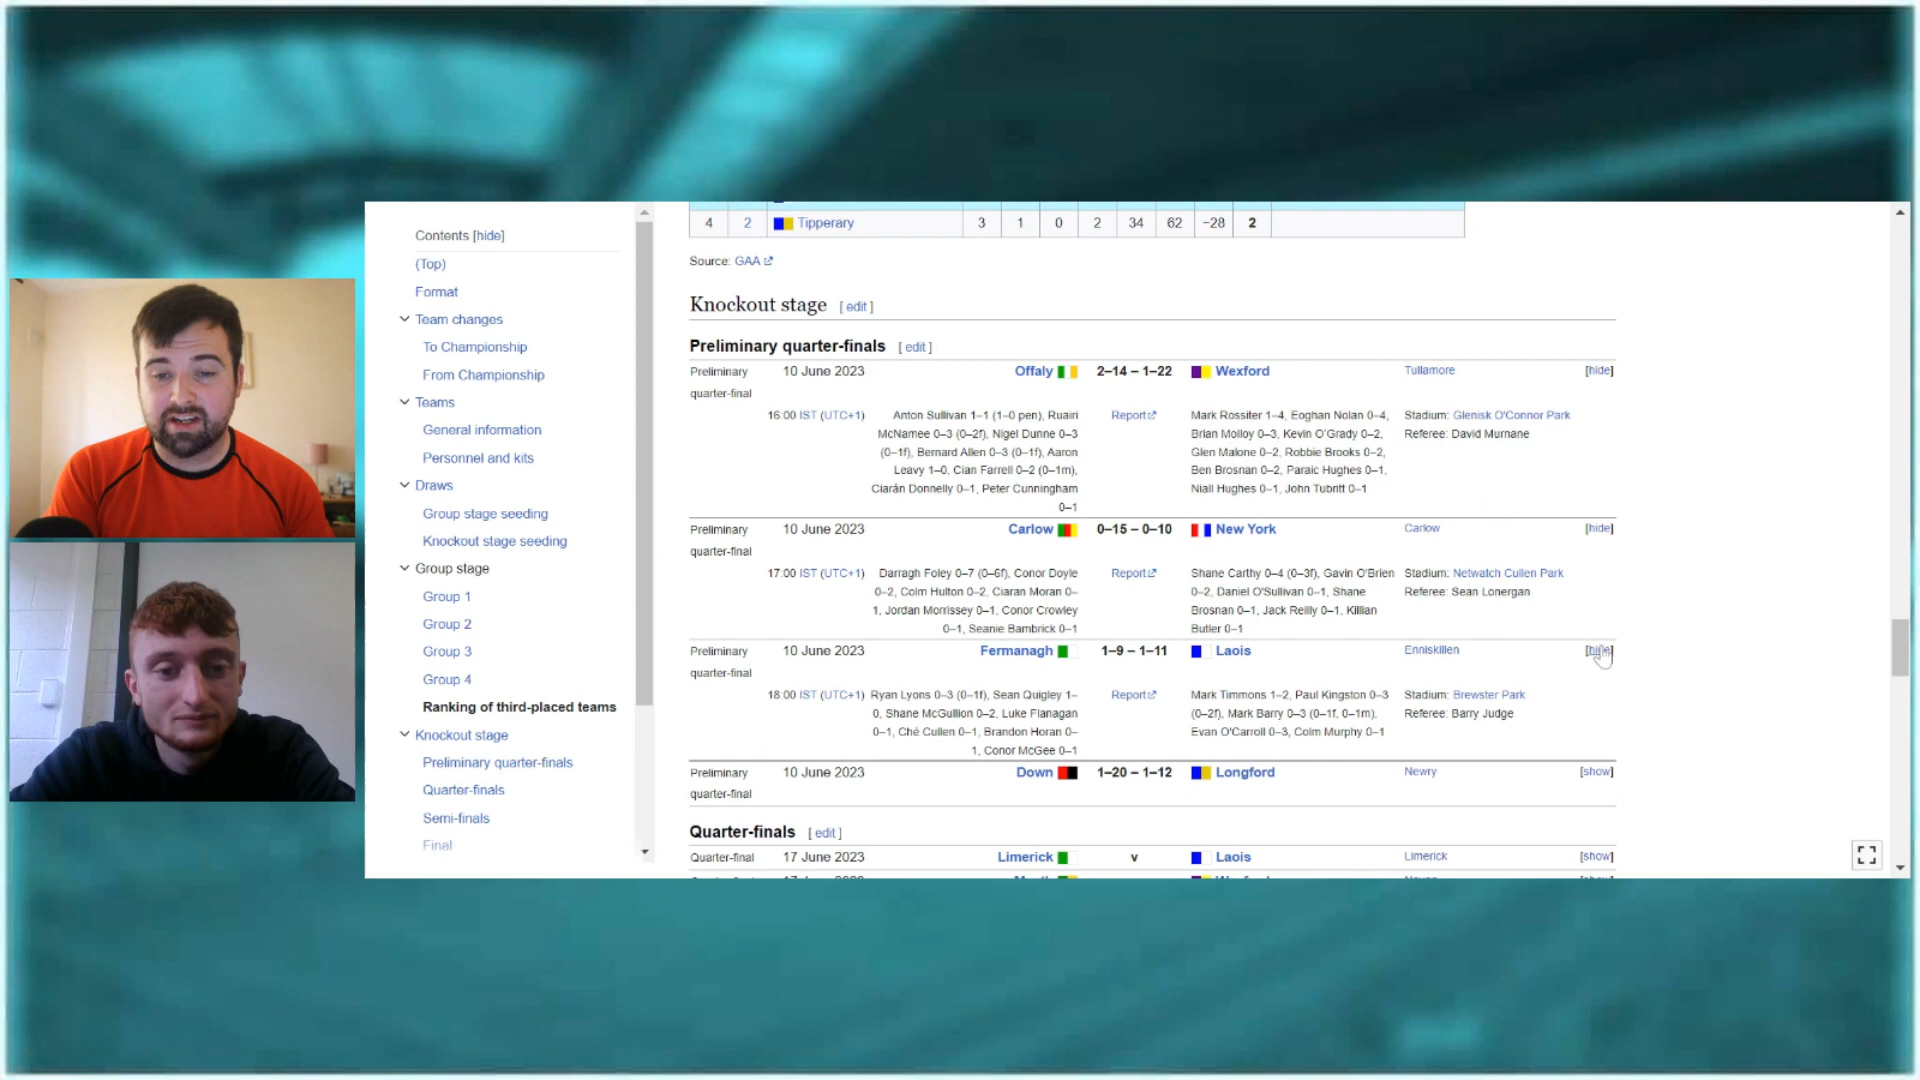 Contents [hide]
(Top)
Format
Team changes
To Championship
From Championship
Teams
General information
Personnel and kits
Draws
Group stage seeding
Knockout stage seeding
Group stage
Group 1
Group 2
Group 3
Group 4
Ranking of third-placed teams
Knockout stage
Preliminary quarter-finals
Quarter-finals
Semi-finals
Final
4 2 Tipperary 3 1 0 2 34 62 −28 2
Source: GAA
Knockout stage [ edit ]
Preliminary quarter-finals [ edit ]
Preliminary 10 June 2023 Offaly 2–14 – 1–22 Wexford Tullamore [hide]
quarter-final
16:00 IST (UTC+1) Anton Sullivan 1–1 (1–0 pen), Ruairi Report Mark Rossiter 1–4, Eoghan Nolan 0–4, Stadium: Glenisk O'Connor Park
McNamee 0–3 (0–2f), Nigel Dunne 0–3 Brian Molloy 0–3, Kevin O'Grady 0–2, Referee: David Murnane
(0–1f), Bernard Allen 0–3 (0–1f), Aaron Glen Malone 0–2, Robbie Brooks 0–2,
Leavy 1–0, Cian Farrell 0–2 (0–1m), Ben Brosnan 0–2, Paraic Hughes 0–1,
Ciarán Donnelly 0–1, Peter Cunningham Niall Hughes 0–1, John Tubritt 0–1
0–1
Preliminary 10 June 2023 Carlow 0–15 – 0–10 New York Carlow [hide]
quarter-final
17:00 IST (UTC+1) Darragh Foley 0–7 (0–6f), Conor Doyle Report Shane Carthy 0–4 (0–3f), Gavin O'Brien Stadium: Netwatch Cullen Park
0–2, Colm Hulton 0–2, Ciaran Moran 0– 0–2, Daniel O'Sullivan 0–1, Shane Referee: Sean Lonergan
1, Jordan Morrissey 0–1, Conor Crowley Brosnan 0–1, Jack Reilly 0–1, Killian
0–1, Seanie Bambrick 0–1 Butler 0–1
Preliminary 10 June 2023 Fermanagh 1–9 – 1–11 Laois Enniskillen [hide]
quarter-final
18:00 IST (UTC+1) Ryan Lyons 0–3 (0–1f), Sean Quigley 1– Report Mark Timmons 1–2, Paul Kingston 0–3 Stadium: Brewster Park
0, Shane McGullion 0–2, Luke Flanagan (0–2f), Mark Barry 0–3 (0–1f, 0–1m), Referee: Barry Judge
0–1, Ché Cullen 0–1, Brandon Horan 0– Evan O'Carroll 0–3, Colm Murphy 0–1
1, Conor McGee 0–1
Preliminary 10 June 2023 Down 1–20 – 1–12 Longford Newry [show]
quarter-final
Quarter-finals [ edit ]
Quarter-final 17 June 2023 Limerick v Laois Limerick [show]